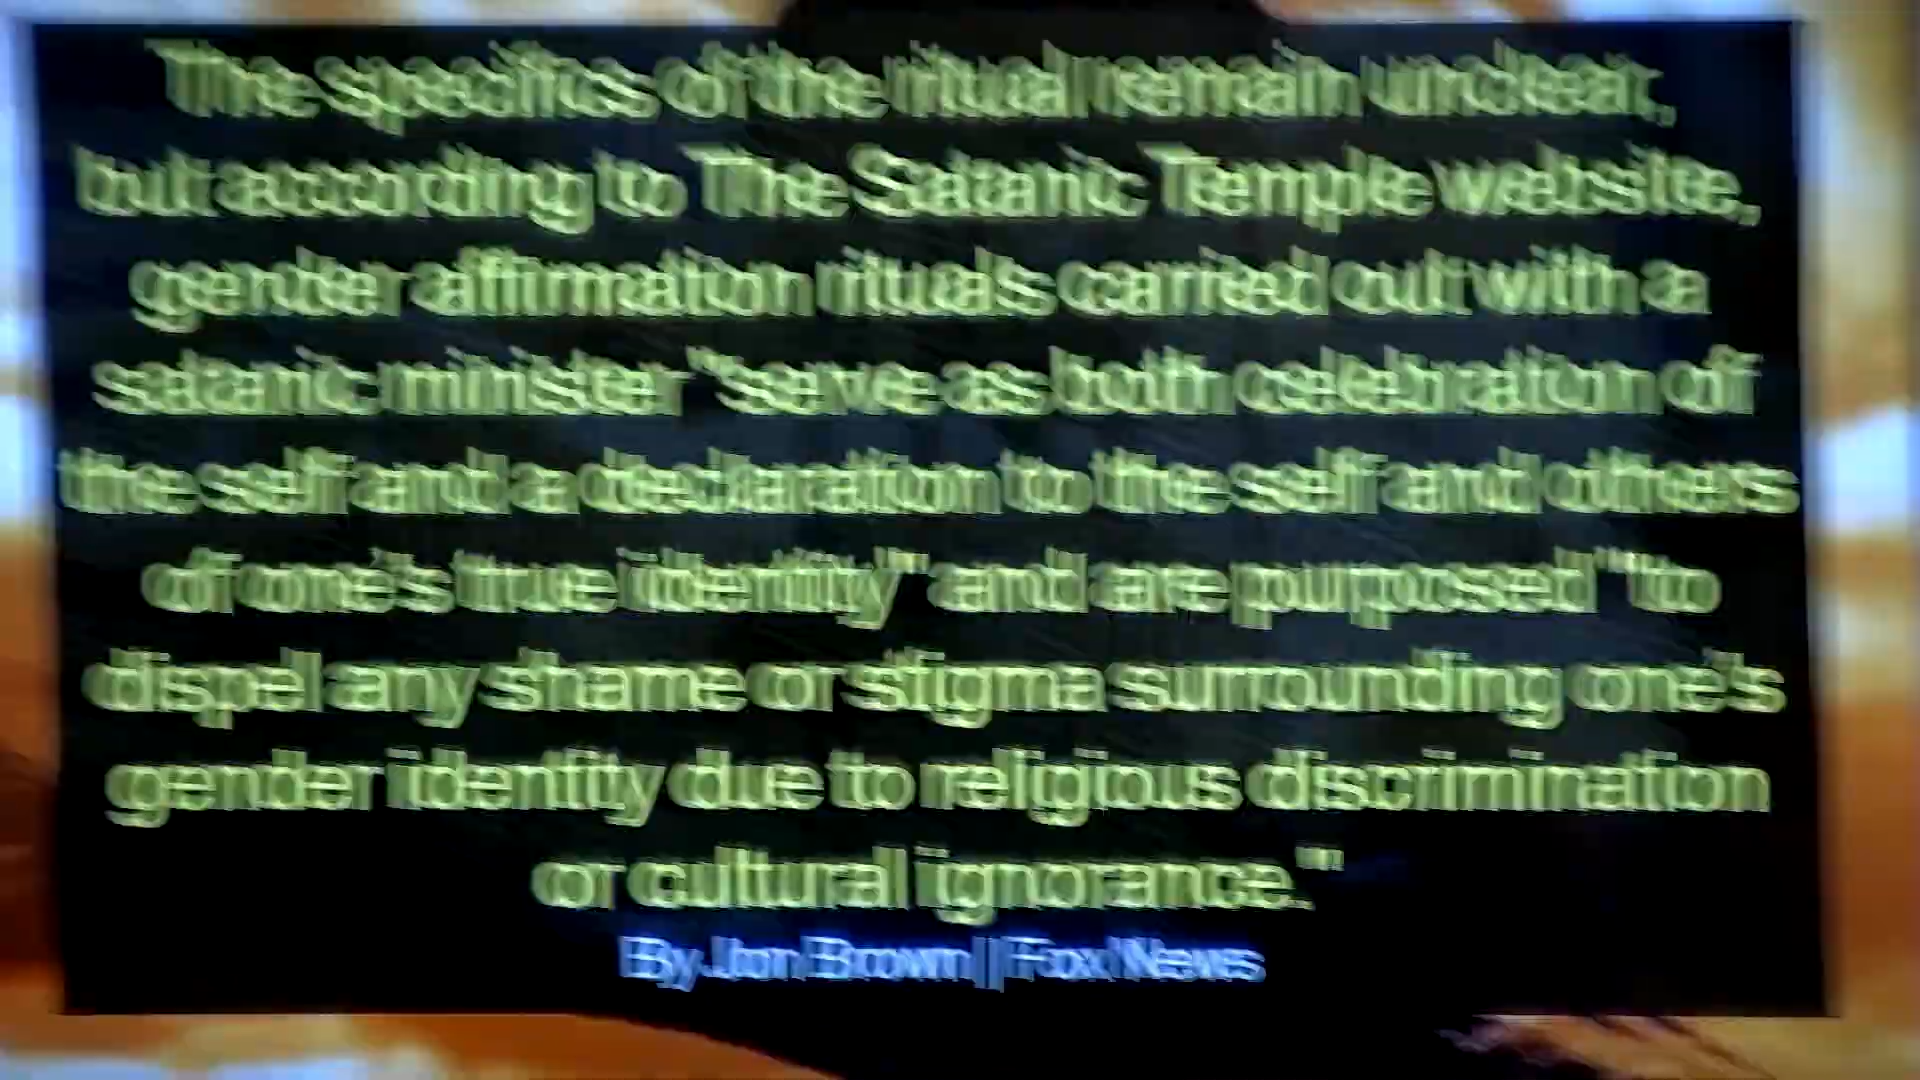 The specifics of the ritual remain unclear,
but according to The Satanic Temple website,
gender affirmation rituals carried out with a
satanic minister "serve as both celebration of
the self and a declaration to the self and others
of one's true identity" and are purposed "to
dispel any shame or stigma surrounding one's
gender identity due to religious discrimination
or cultural ignorance."
By Jon Brown | Fox News